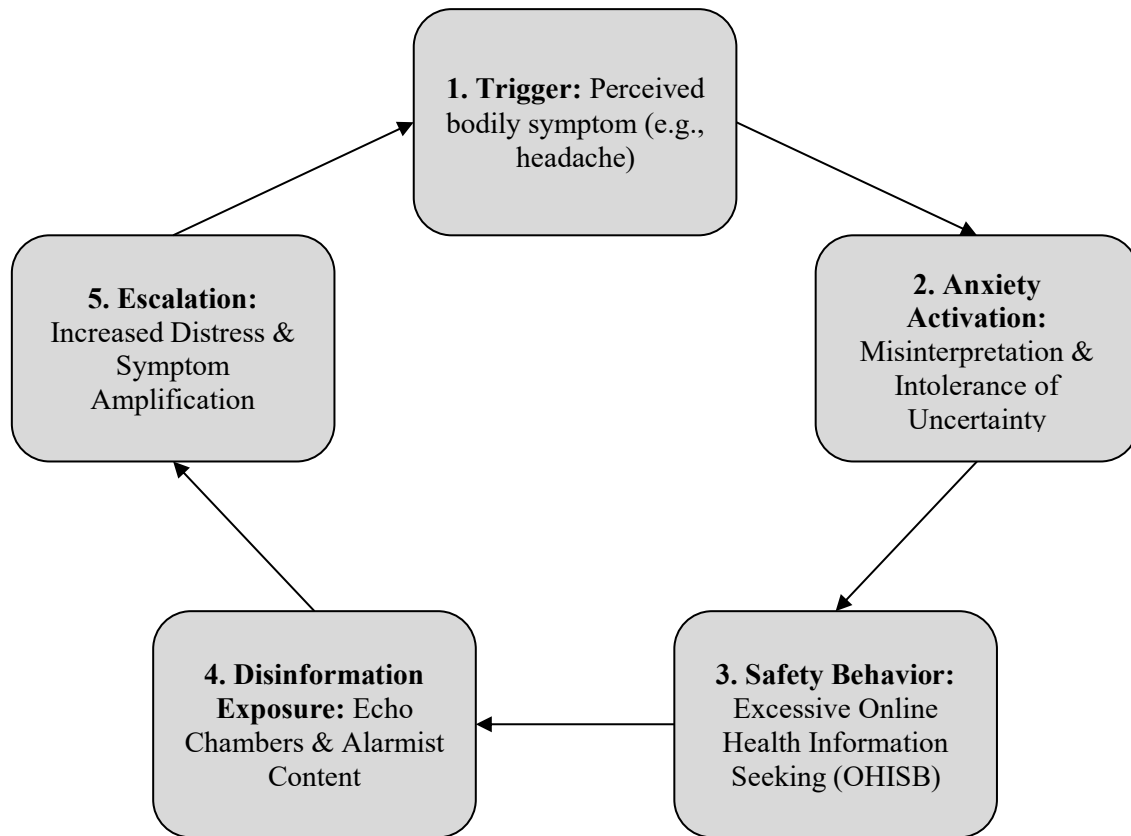 1. Trigger: Perceived
bodily symptom (e.g.,
headache)
2. Anxiety
Activation:
Misinterpretation &
Intolerance of
Uncertainty
3. Safety Behavior:
Excessive Online
Health Information
Seeking (OHISB)
4. Disinformation
Exposure: Echo
Chambers & Alarmist
Content
5. Escalation:
Increased Distress &
Symptom
Amplification